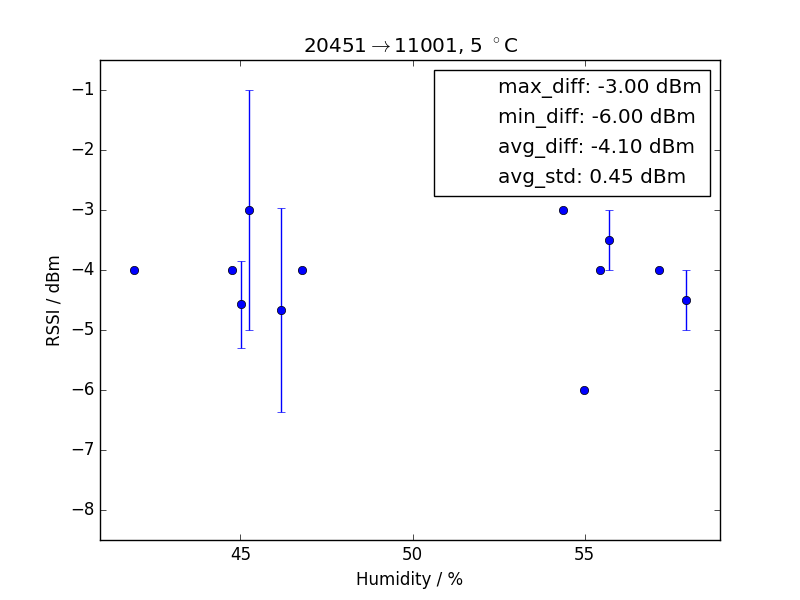 20451→11001, 5 °C
max_diff: -3.00 dBm
min_diff: -6.00 dBm
avg_diff: -4.10 dBm
avg_std: 0.45 dBm
RSSI / dBm
−1
−2
−3
−4
−5
−6
−7
−8
45
50
55
Humidity / %